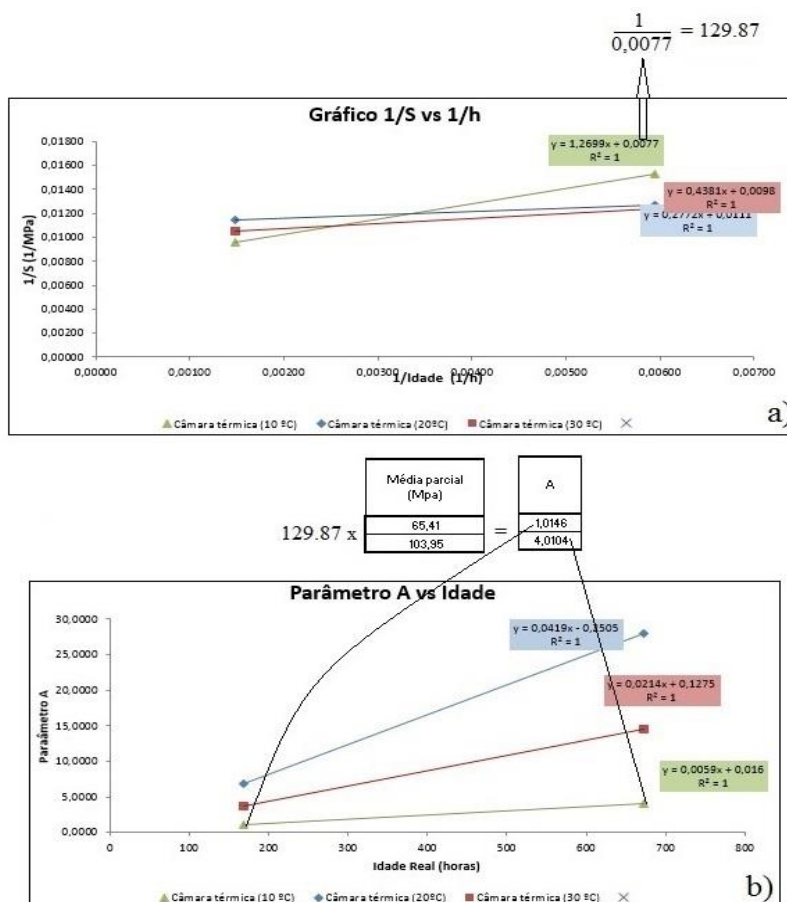 1
0,0077 = 129.87
Gráfico 1/S vs 1/h
y = 1,2699x + 0,0077
R² = 1
y = 0,4381x + 0,0098
R² = 1
y = 0,2772x + 0,0111
R² = 1
1/S (1/MPa)
0,01800
0,01600
0,01400
0,01200
0,01000
0,00800
0,00600
0,00400
0,00200
0,00000
0,00000 0,00100 0,00200 0,00300 0,00400 0,00500 0,00600 0,00700
1/Idade (1/h)
Câmara térmica (10 ºC) Câmara térmica (20ºC) Câmara térmica (30 ºC)
a)
Média parcial
(Mpa)
A
129.87 x
65,41
103,95
=
1,0146
4,0104
Parâmetro A vs Idade
y = 0,0419x - 0,3505
R² = 1
y = 0,0214x + 0,1275
R² = 1
y = 0,0059x + 0,016
R² = 1
Paraâmetro A
30,0000
25,0000
20,0000
15,0000
10,0000
5,0000
0,0000
0 100 200 300 400 500 600 700 800
Idade Real (horas)
Câmara térmica (10 ºC) Câmara térmica (20ºC) Câmara térmica (30 ºC)
b)